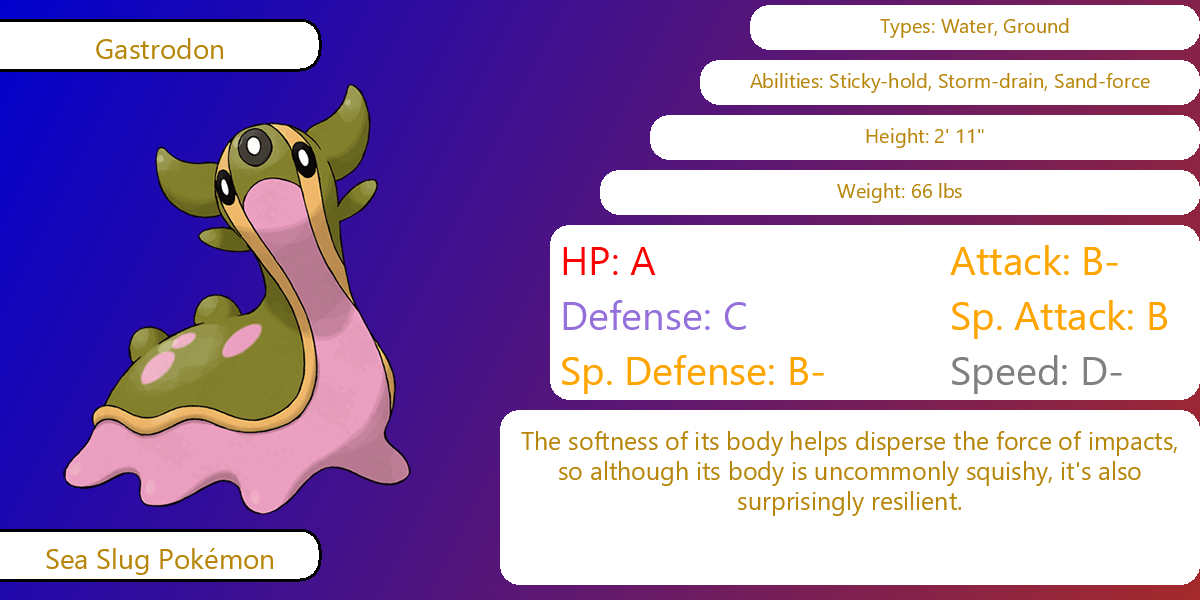 Gastrodon
Types: Water, Ground
Abilities: Sticky-hold, Storm-drain, Sand-force
Height: 2' 11"
Weight: 66 lbs
HP: A
Attack: B-
Defense: C
Sp. Attack: B
Sp. Defense: B-
Speed: D-
The softness of its body helps disperse the force of impacts,
so although its body is uncommonly squishy, it's also
surprisingly resilient.
Sea Slug Pokémon